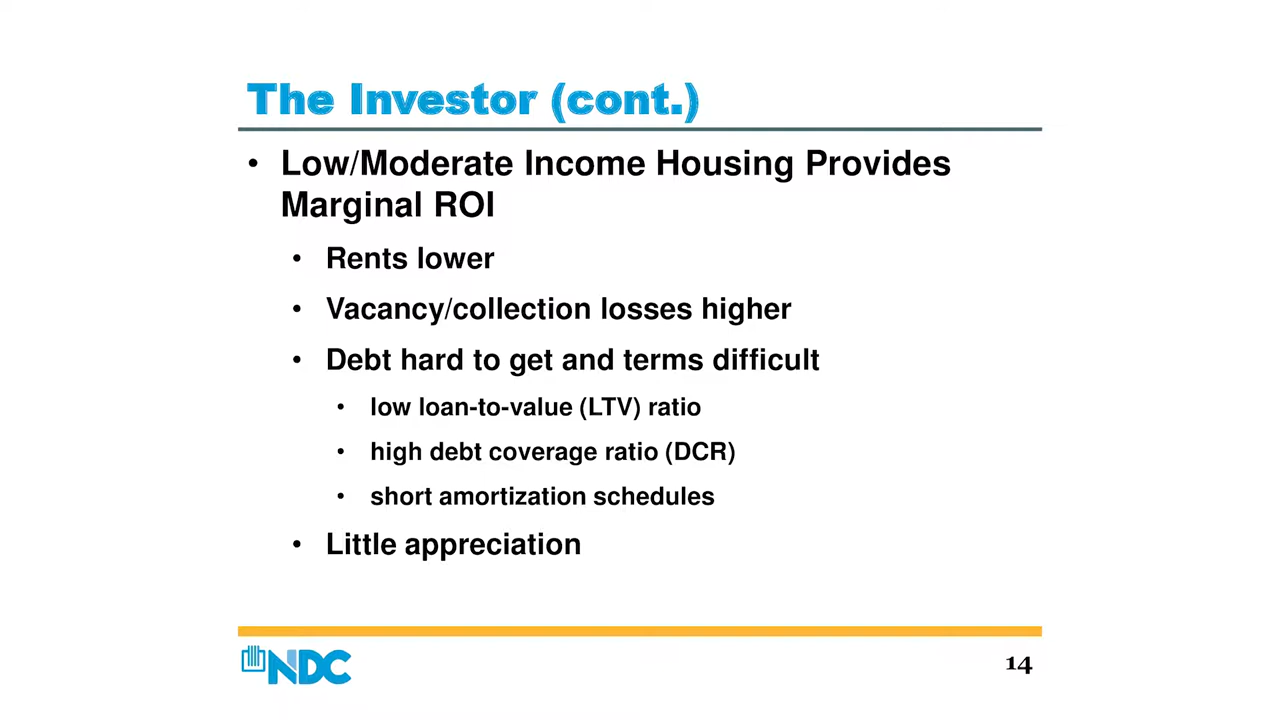 The Investor (cont.)
• Low/Moderate Income Housing Provides
Marginal ROI
• Rents lower
• Vacancy/collection losses higher
• Debt hard to get and terms difficult
• low loan-to-value (LTV) ratio
• high debt coverage ratio (DCR)
• short amortization schedules
• Little appreciation
NDC
14